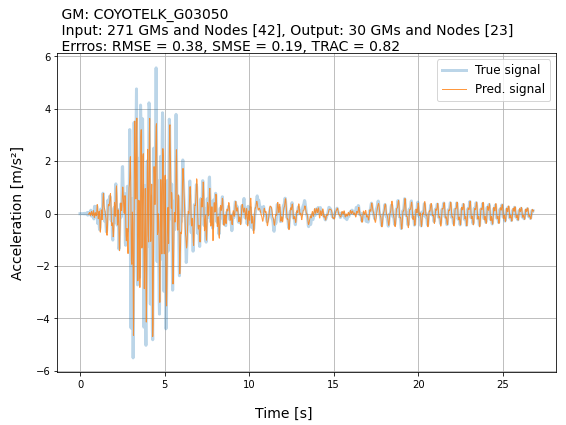 GM: COYOTELK_G03050
Input: 271 GMs and Nodes [42], Output: 30 GMs and Nodes [23]
Errros: RMSE = 0.38, SMSE = 0.19, TRAC = 0.82
6
4
2
0
−2
−4
−6
Acceleration [m/s²]
True signal
Pred. signal
0
5
10
15
20
25
Time [s]